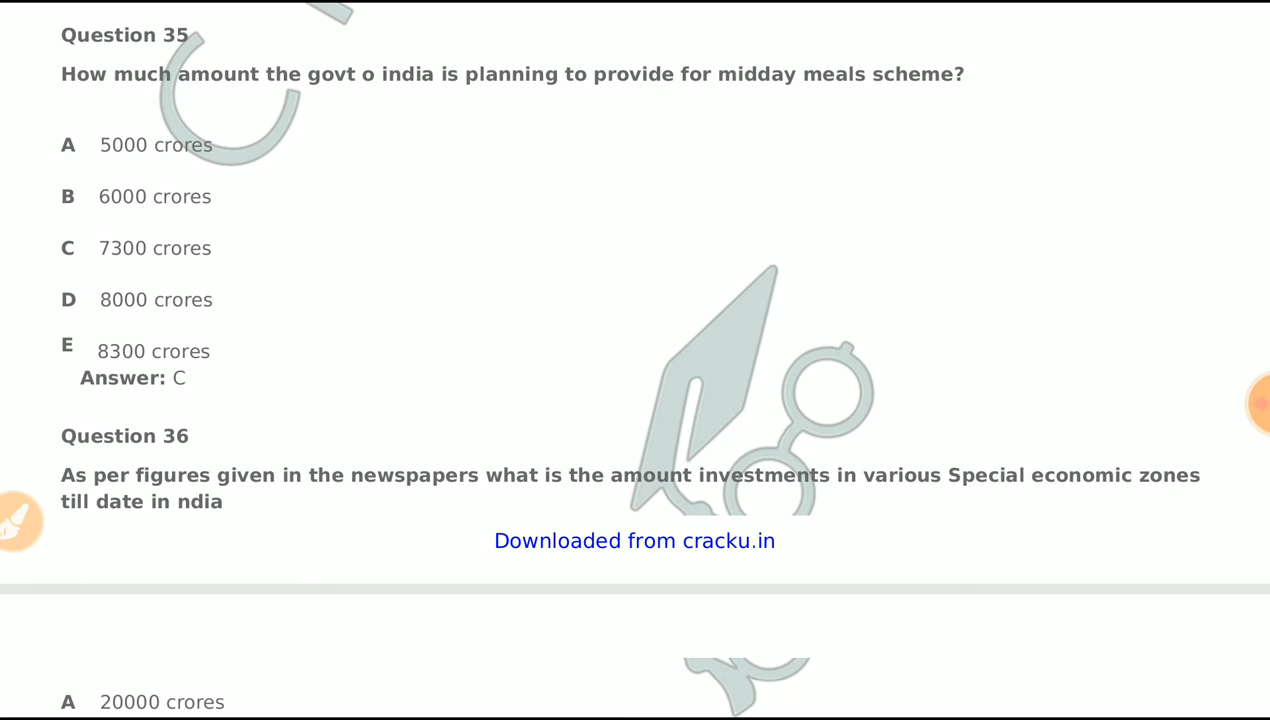 Question 35
How much amount the govt o india is planning to provide for midday meals scheme?
A 5000 crores
B 6000 crores
C 7300 crores
D 8000 crores
E 8300 crores
Answer: C
Question 36
As per figures given in the newspapers what is the amount investments in various Special economic zones
till date in ndia
Downloaded from cracku.in
A 20000 crores